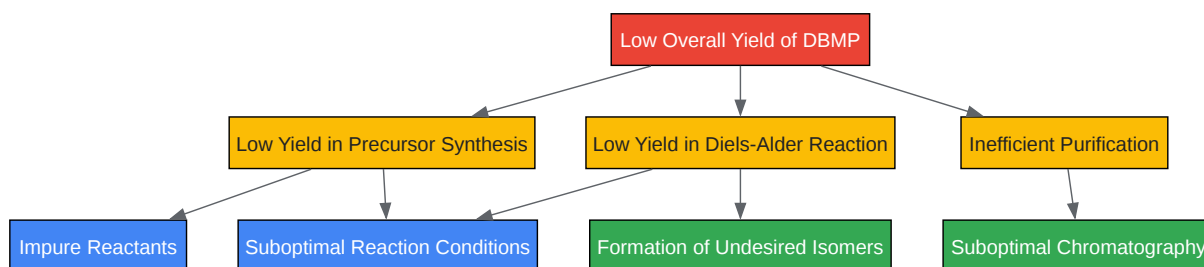 Low Overall Yield of DBMP
Low Yield in Precursor Synthesis
Low Yield in Diels-Alder Reaction
Inefficient Purification
Impure Reactants
Suboptimal Reaction Conditions
Formation of Undesired Isomers
Suboptimal Chromatography